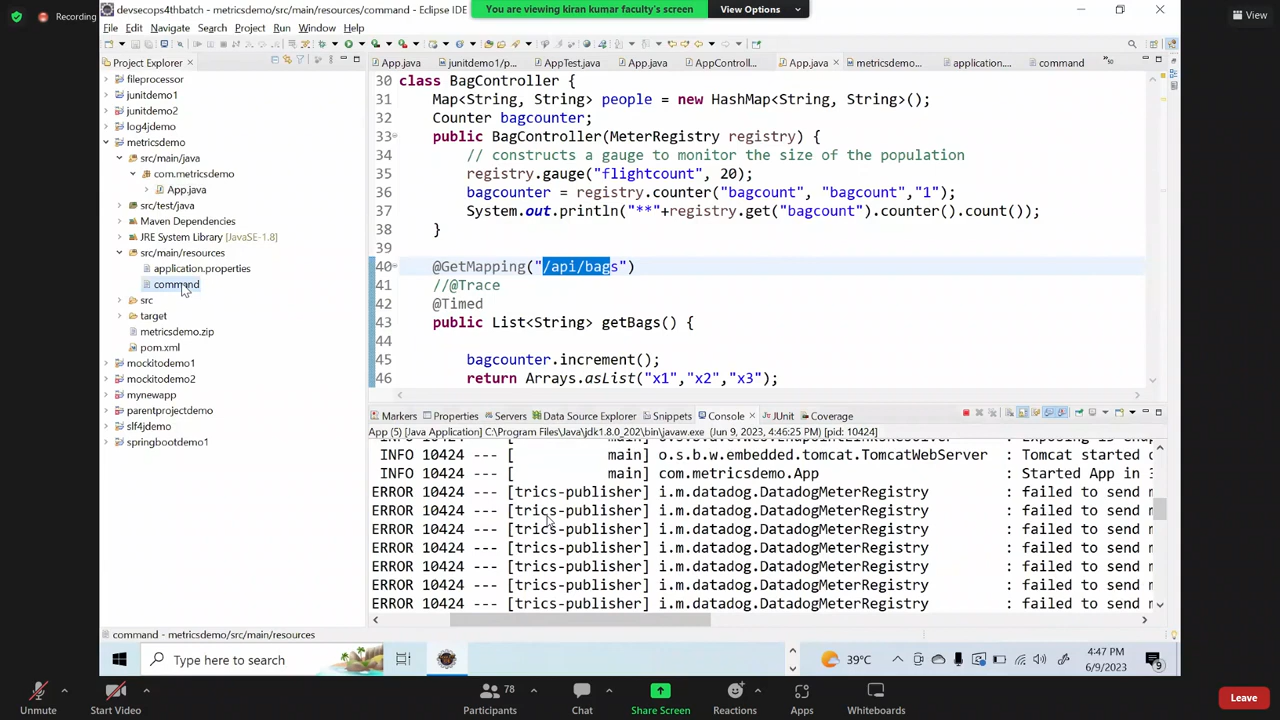 Recording
devsecops4thbatch - metricsdemo/src/main/resources/command - Eclipse IDE
You are viewing kiran kumar faculty's screen
View Options
View
File Edit Navigate Search Project Run Window Help
Project Explorer
App.java junitdemo1/p... AppTest.java App.java AppControll... App.java metricsdemo... application.... command
fileprocessor
junitdemo1
junitdemo2
log4jdemo
metricsdemo
src/main/java
com.metricsdemo
App.java
src/test/java
Maven Dependencies
JRE System Library [JavaSE-1.8]
src/main/resources
application.properties
command
src
target
metricsdemo.zip
pom.xml
mockitodemo1
mockitodemo2
mynewapp
parentprojectdemo
slf4jdemo
springbootdemo1
30 class BagController {
31 Map<String, String> people = new HashMap<String, String>();
32 Counter bagcounter;
33 public BagController(MeterRegistry registry) {
34 // constructs a gauge to monitor the size of the population
35 registry.gauge("flightcount", 20);
36 bagcounter = registry.counter("bagcount", "bagcount","1");
37 System.out.println("**"+registry.get("bagcount").counter().count());
38 }
39
40 @GetMapping("/api/bags")
41 //@Trace
42 @Timed
43 public List<String> getBags() {
44
45 bagcounter.increment();
46 return Arrays.asList("x1","x2","x3");
Markers Properties Servers Data Source Explorer Snippets Console JUnit Coverage
App (5) [Java Application] C:\Program Files\Java\jdk1.8.0_202\bin\javaw.exe (Jun 9, 2023, 4:46:25 PM) [pid: 10424]
INFO 10424 --- [ main] o.s.b.w.embedded.tomcat.TomcatWebServer : Tomcat started
INFO 10424 --- [ main] com.metricsdemo.App : Started App in
ERROR 10424 --- [trics-publisher] i.m.datadog.DatadogMeterRegistry : failed to send
ERROR 10424 --- [trics-publisher] i.m.datadog.DatadogMeterRegistry : failed to send
ERROR 10424 --- [trics-publisher] i.m.datadog.DatadogMeterRegistry : failed to send
ERROR 10424 --- [trics-publisher] i.m.datadog.DatadogMeterRegistry : failed to send
ERROR 10424 --- [trics-publisher] i.m.datadog.DatadogMeterRegistry : failed to send
ERROR 10424 --- [trics-publisher] i.m.datadog.DatadogMeterRegistry : failed to send
ERROR 10424 --- [trics-publisher] i.m.datadog.DatadogMeterRegistry : failed to send
command - metricsdemo/src/main/resources
Type here to search
39°C
4:47 PM
6/9/2023
9
Unmute
Start Video
Participants 78
Chat
Share Screen
Reactions
Apps
Whiteboards
Leave